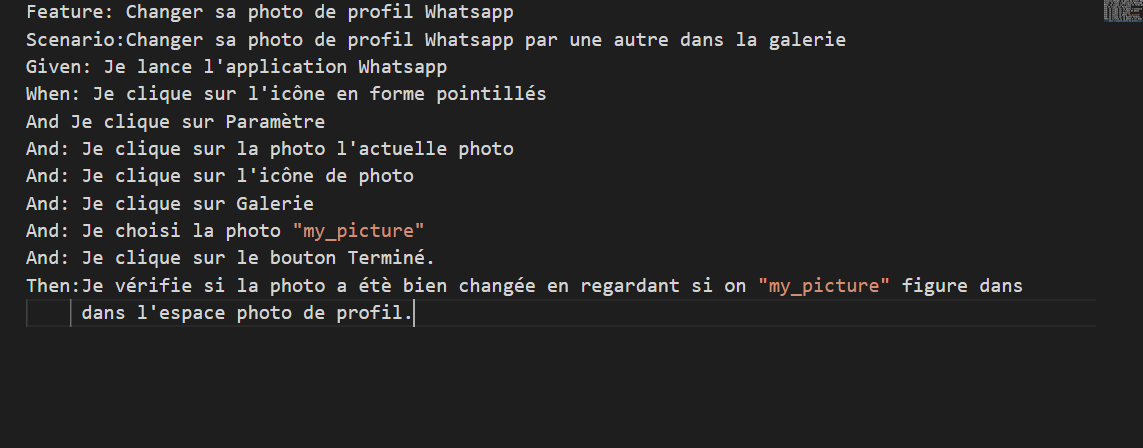 Feature: Changer sa photo de profil Whatsapp
Scenario:Changer sa photo de profil Whatsapp par une autre dans la galerie
Given: Je lance l'application Whatsapp
When: Je clique sur l'icône en forme pointillés
And Je clique sur Paramètre
And: Je clique sur la photo l'actuelle photo
And: Je clique sur l'icône de photo
And: Je clique sur Galerie
And: Je choisi la photo "my_picture"
And: Je clique sur le bouton Terminé.
Then:Je vérifie si la photo a étè bien changée en regardant si on "my_picture" figure dans
dans l'espace photo de profil.